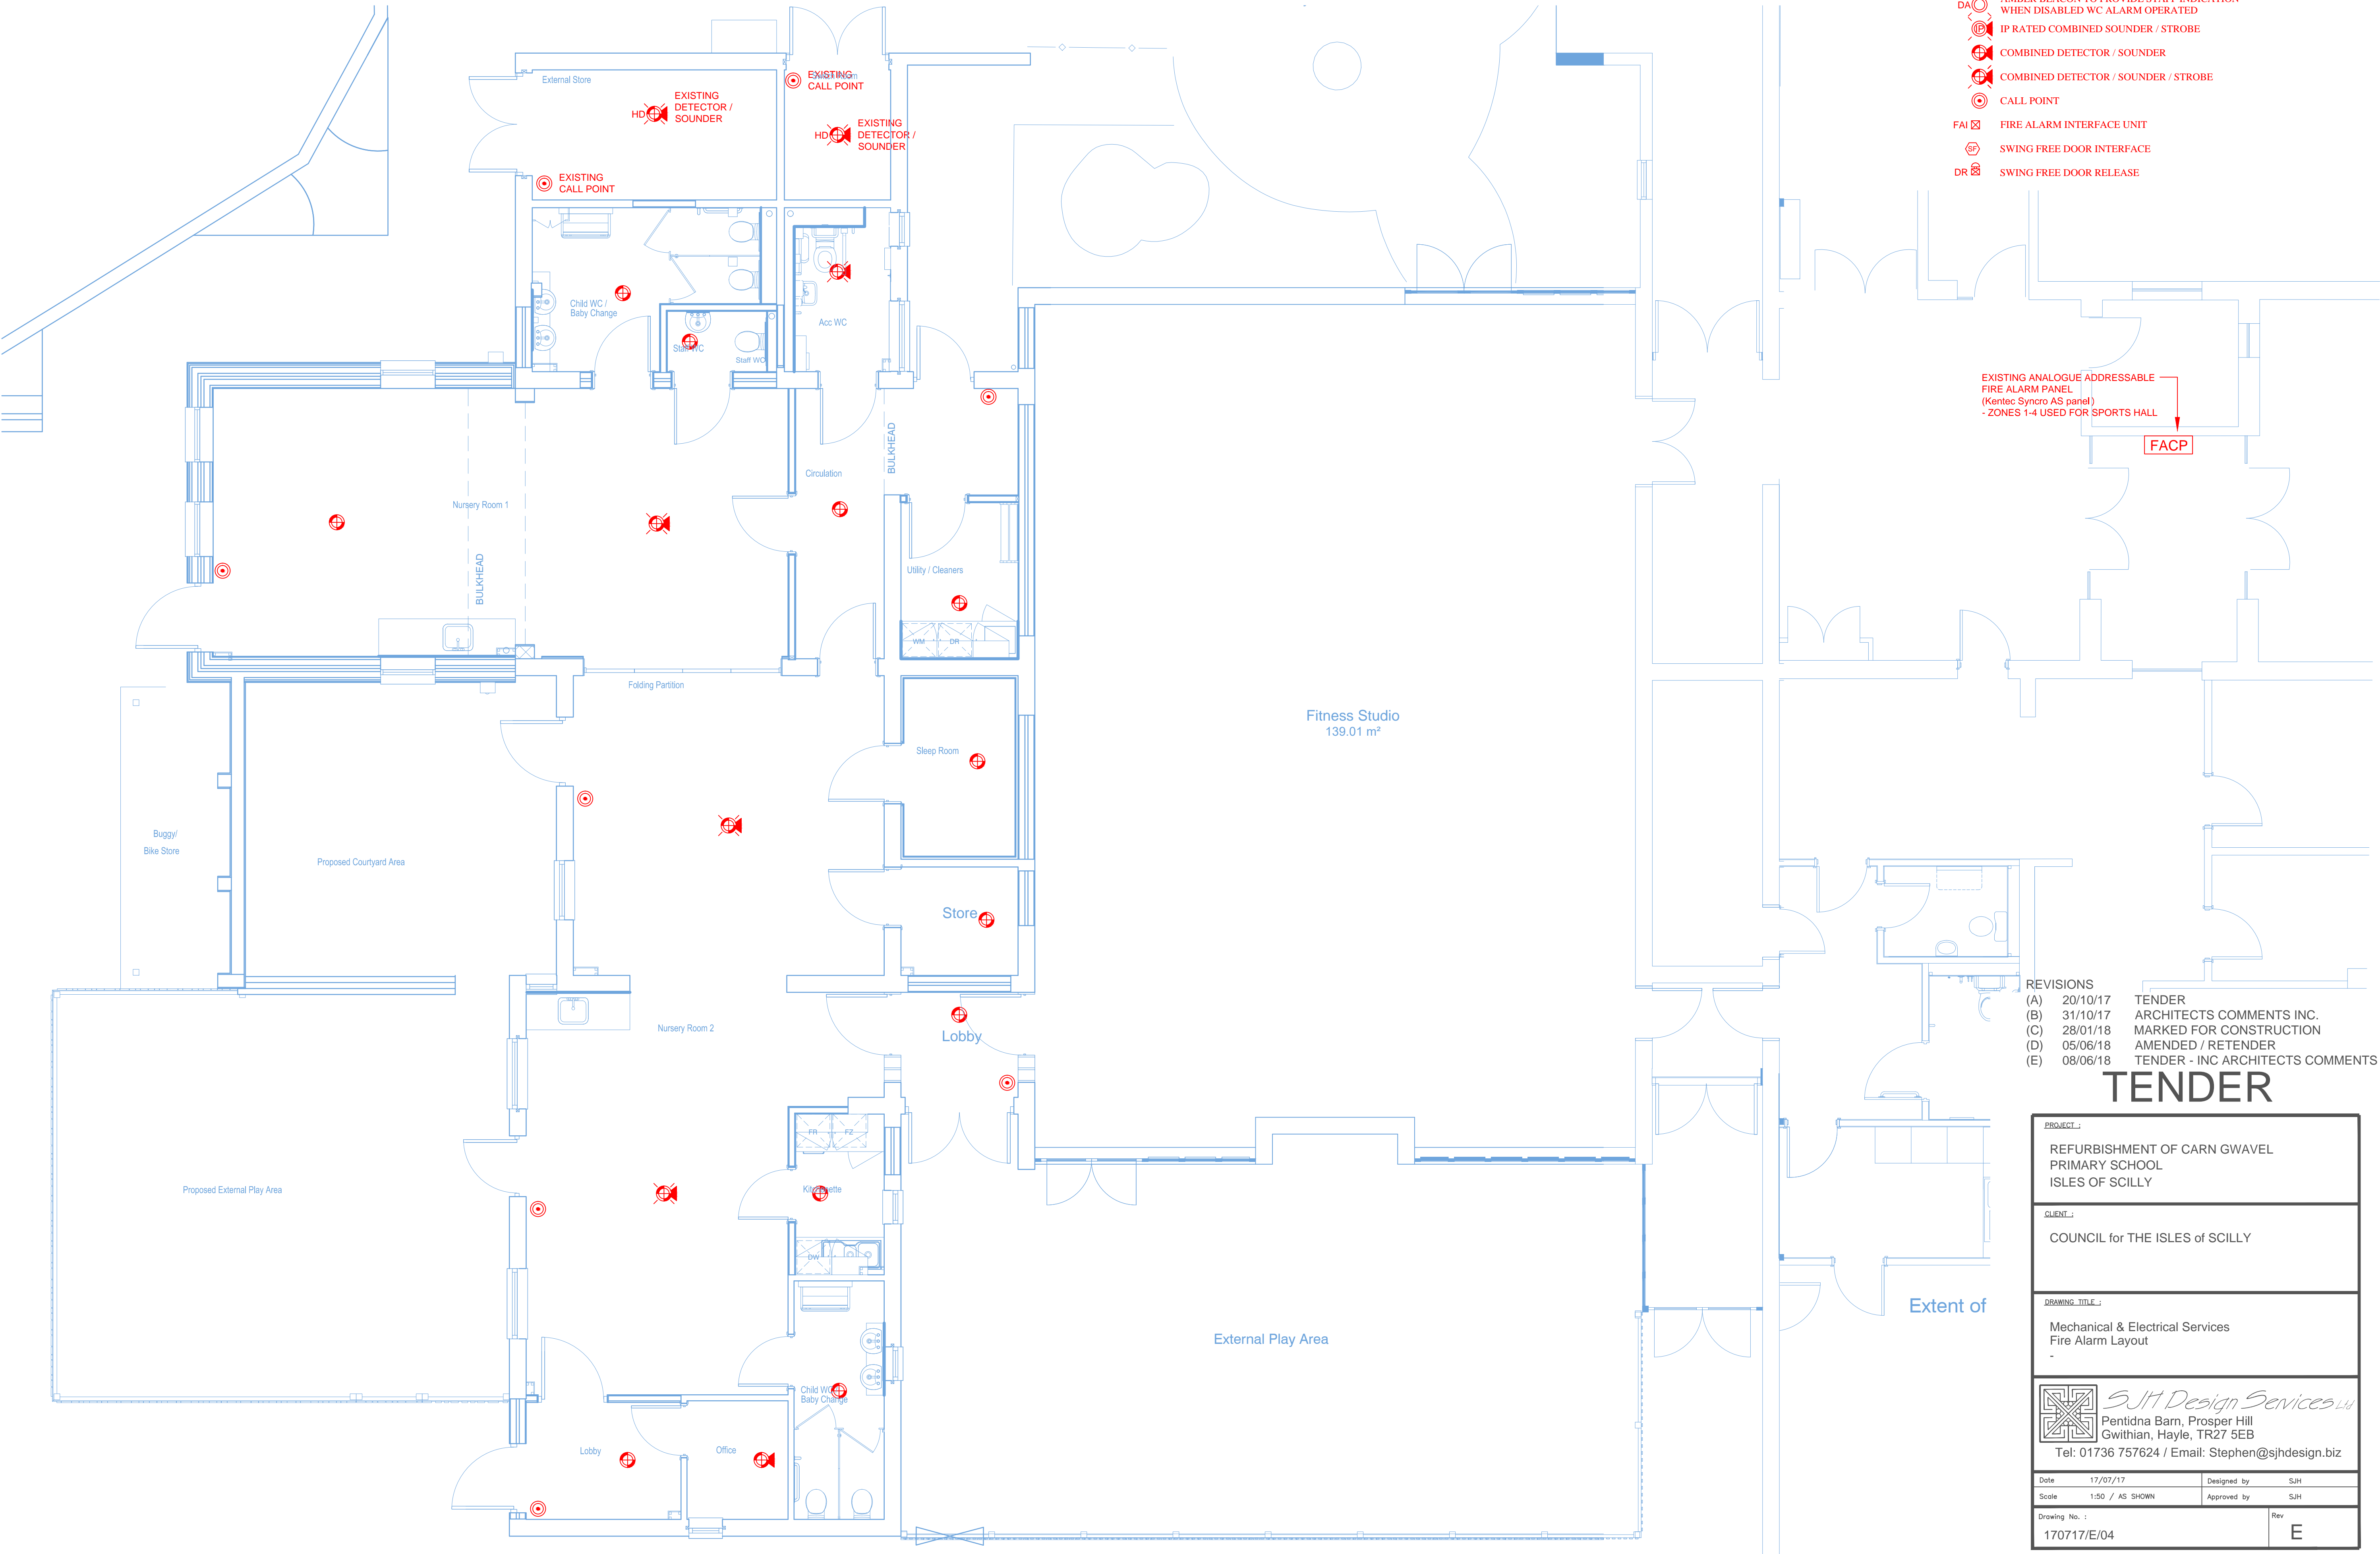 DA
WHEN DISABLED WC ALARM OPERATED
IP
IP RATED COMBINED SOUNDER / STROBE
COMBINED DETECTOR / SOUNDER
COMBINED DETECTOR / SOUNDER / STROBE
CALL POINT
FAI
FIRE ALARM INTERFACE UNIT
SF
SWING FREE DOOR INTERFACE
DR
SWING FREE DOOR RELEASE
External Store
HD
EXISTING
DETECTOR /
SOUNDER
EXISTING
CALL POINT
HD
EXISTING
DETECTOR /
SOUNDER
EXISTING
CALL POINT
Child WC /
Baby Change
Staff WC
Staff WC
Acc WC
EXISTING ANALOGUE ADDRESSABLE
FIRE ALARM PANEL
(Kentec Syncro AS panel)
- ZONES 1-4 USED FOR SPORTS HALL
FACP
Nursery Room 1
BULKHEAD
Circulation
BULKHEAD
Utility / Cleaners
WM
DR
Folding Partition
Sleep Room
Fitness Studio
139.01 m²
Buggy/
Bike Store
Proposed Courtyard Area
Store
Nursery Room 2
Lobby
FR
FZ
Kitchenette
DW
Proposed External Play Area
Child WC
Baby Change
Lobby
Office
External Play Area
Extent of
REVISIONS
(A) 20/10/17 TENDER
(B) 31/10/17 ARCHITECTS COMMENTS INC.
(C) 28/01/18 MARKED FOR CONSTRUCTION
(D) 05/06/18 AMENDED / RETENDER
(E) 08/06/18 TENDER - INC ARCHITECTS COMMENTS
TENDER
PROJECT :
REFURBISHMENT OF CARN GWAVEL
PRIMARY SCHOOL
ISLES OF SCILLY
CLIENT :
COUNCIL for THE ISLES of SCILLY
DRAWING TITLE :
Mechanical & Electrical Services
Fire Alarm Layout
-
SJH Design Services Ltd
Pentidna Barn, Prosper Hill
Gwithian, Hayle, TR27 5EB
Tel: 01736 757624 / Email: Stephen@sjhdesign.biz
Date 17/07/17 Designed by SJH
Scale 1:50 / AS SHOWN Approved by SJH
Drawing No. : Rev
170717/E/04 E